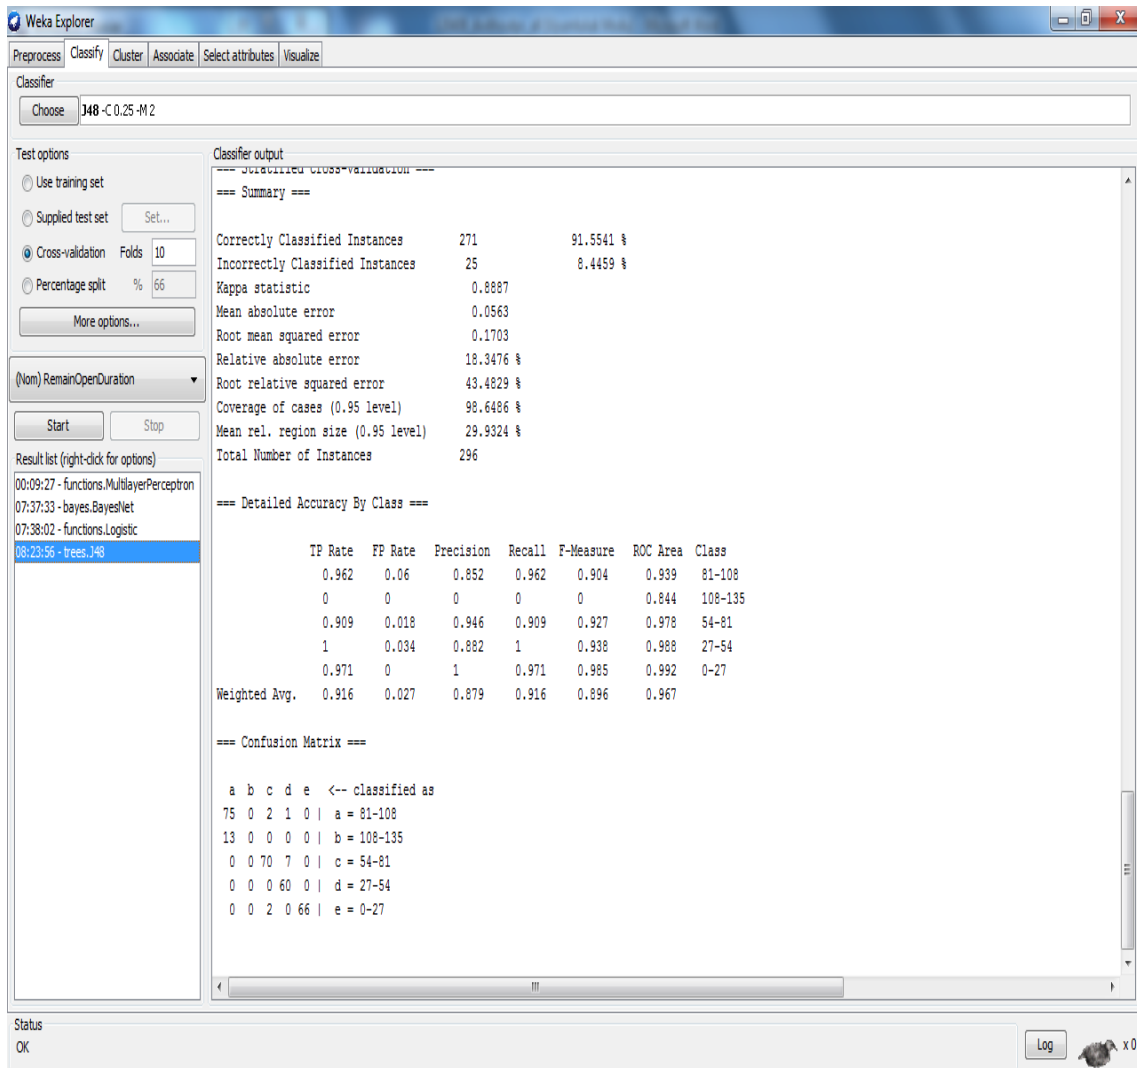 Weka Explorer
Preprocess Classify Cluster Associate Select attributes Visualize
Classifier
Choose J48 -C 0.25 -M 2
Test options
Use training set
Supplied test set Set...
Cross-validation Folds 10
Percentage split % 66
More options...
(Nom) RemainOpenDuration
Start Stop
Result list (right-click for options)
00:09:27 - functions.MultilayerPerceptron
07:37:33 - bayes.BayesNet
07:38:02 - functions.Logistic
08:23:56 - trees.J48
Classifier output
=== Stratified cross-validation ===
=== Summary ===
Correctly Classified Instances 271 91.5541 %
Incorrectly Classified Instances 25 8.4459 %
Kappa statistic 0.8887
Mean absolute error 0.0563
Root mean squared error 0.1703
Relative absolute error 18.3476 %
Root relative squared error 43.4829 %
Coverage of cases (0.95 level) 98.6486 %
Mean rel. region size (0.95 level) 29.9324 %
Total Number of Instances 296
=== Detailed Accuracy By Class ===
TP Rate FP Rate Precision Recall F-Measure ROC Area Class
0.962 0.06 0.852 0.962 0.904 0.939 81-108
0 0 0 0 0 0.844 108-135
0.909 0.018 0.946 0.909 0.927 0.978 54-81
1 0.034 0.882 1 0.938 0.988 27-54
0.971 0 1 0.971 0.985 0.992 0-27
Weighted Avg. 0.916 0.027 0.879 0.916 0.896 0.967
=== Confusion Matrix ===
a b c d e <-- classified as
75 0 2 1 0 | a = 81-108
13 0 0 0 0 | b = 108-135
0 0 70 7 0 | c = 54-81
0 0 0 60 0 | d = 27-54
0 0 2 0 66 | e = 0-27
Status
OK
Log
x 0